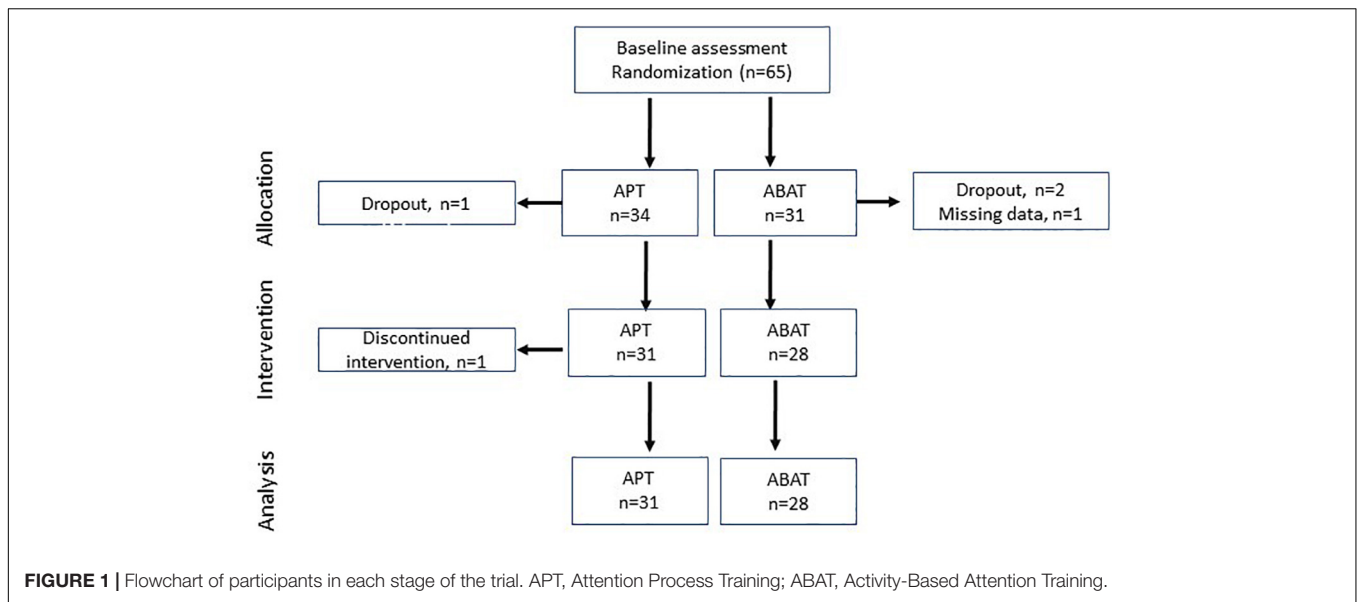 Baseline assessment
Randomization (n=65)
Allocation
Dropout, n=1
APT
n=34
ABAT
n=31
Dropout, n=2
Missing data, n=1
Intervention
Discontinued
intervention, n=1
APT
n=31
ABAT
n=28
Analysis
APT
n=31
ABAT
n=28
FIGURE 1 | Flowchart of participants in each stage of the trial. APT, Attention Process Training; ABAT, Activity-Based Attention Training.